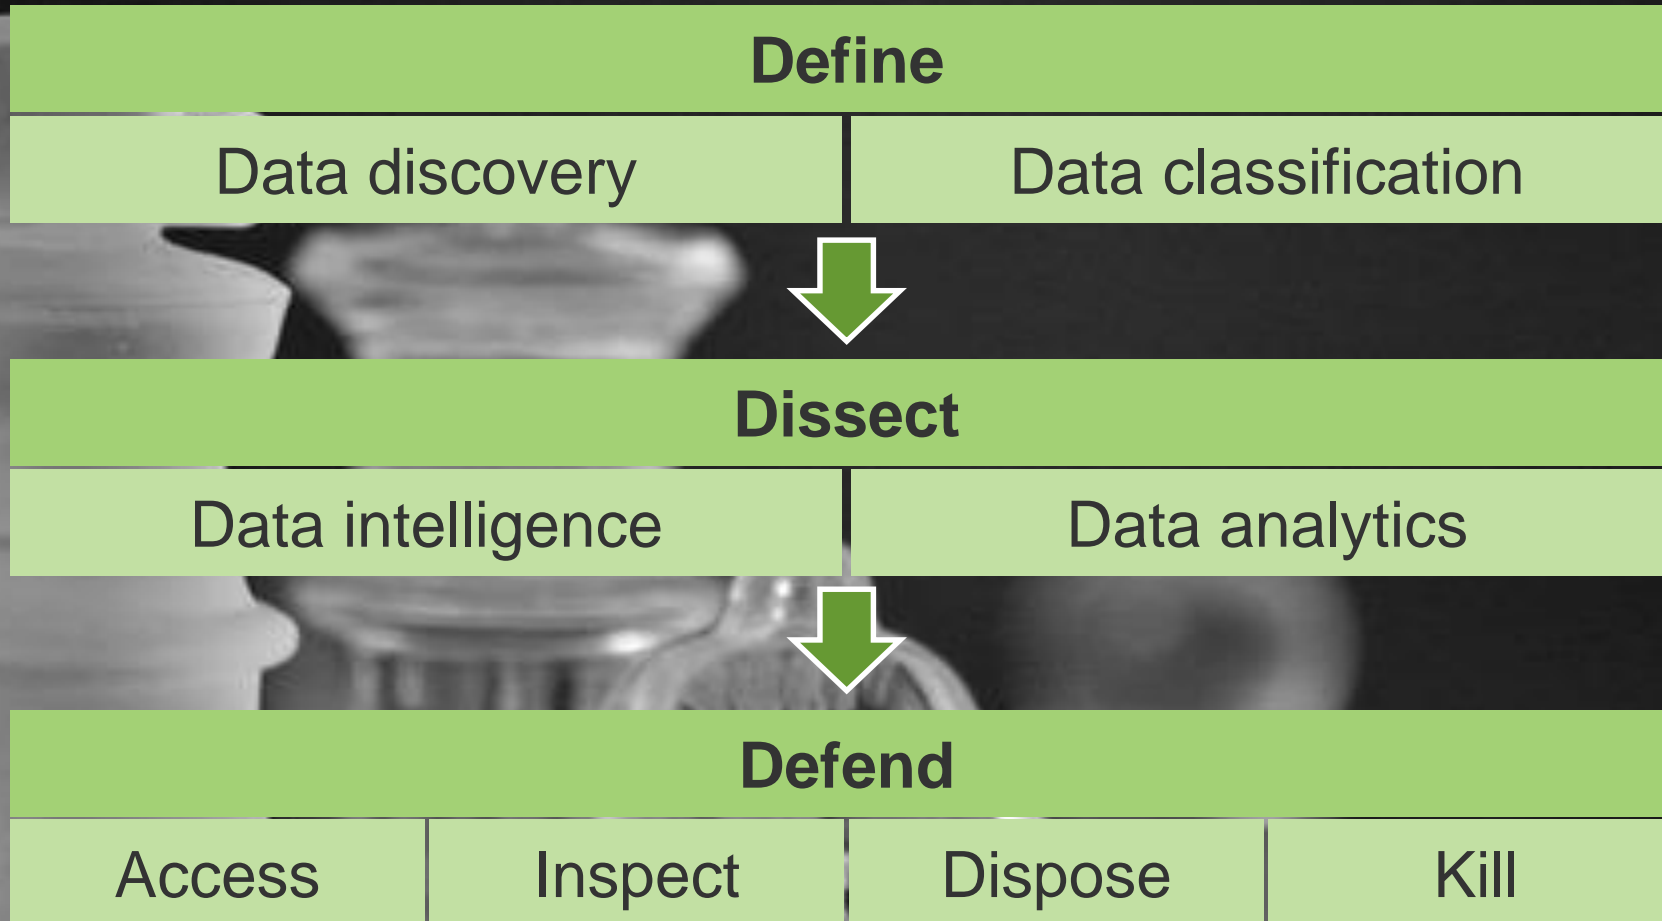 Define
Data discovery Data classification
Dissect
Data intelligence Data analytics
Defend
Access Inspect Dispose Kill